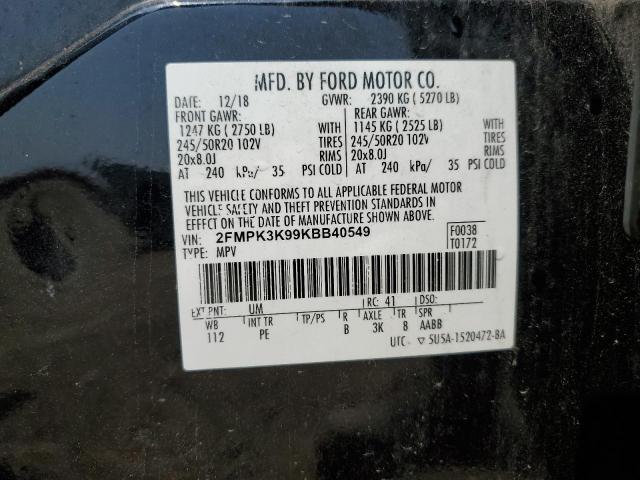 MFD. BY FORD MOTOR CO.
DATE: 12/18 GVWR: 2390 KG ( 5270 LB)
FRONT GAWR: REAR GAWR:
1247 KG ( 2750 LB) WITH 1145 KG ( 2525 LB) WITH
245/50R20 102V TIRES 245/50R20 102V TIRES
20x8.0J RIMS 20x8.0J RIMS
AT 240 kPa/ 35 PSI COLD AT 240 kPa/ 35 PSI COLD
THIS VEHICLE CONFORMS TO ALL APPLICABLE FEDERAL MOTOR
VEHICLE SAFETY AND THEFT PREVENTION STANDARDS IN
EFFECT ON THE DATE OF MANUFACTURE SHOWN ABOVE.
VIN: 2FMPK3K99KBB40549 F0038
TYPE: MPV T0172
EXT PNT: UM RC: 41 DSO:
WB INT TR TP/PS R AXLE TR SPR
112 PE B 3K 8 AABB
UTC ▽ SU5A-1520472-BA